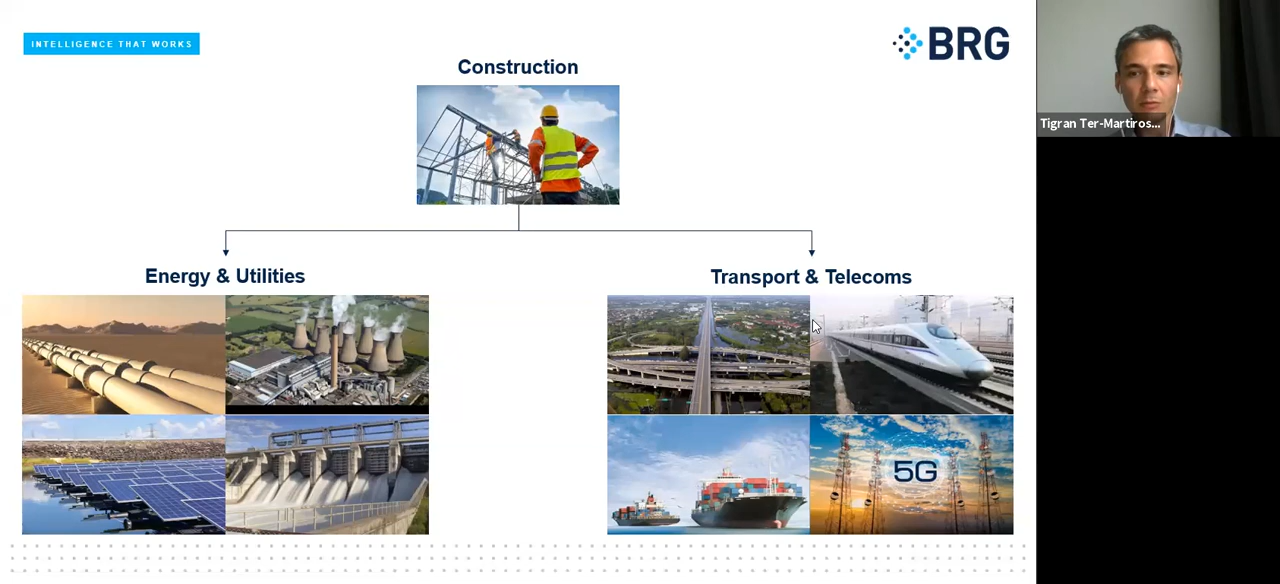 INTELLIGENCE THAT WORKS
BRG
Construction
Tigran Ter-Martiros...
Energy & Utilities
Transport & Telecoms
5G